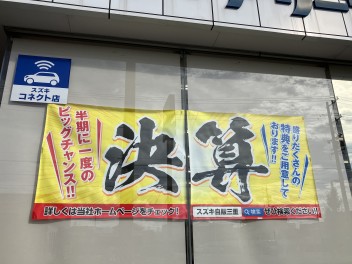 スズキ
コネクト店
半期に一度の
ビッグチャンス!!
決算
盛りだくさんの
特典をご用意して
おります!!
詳しくは当社ホームページをチェック!
スズキ自販三重
検索